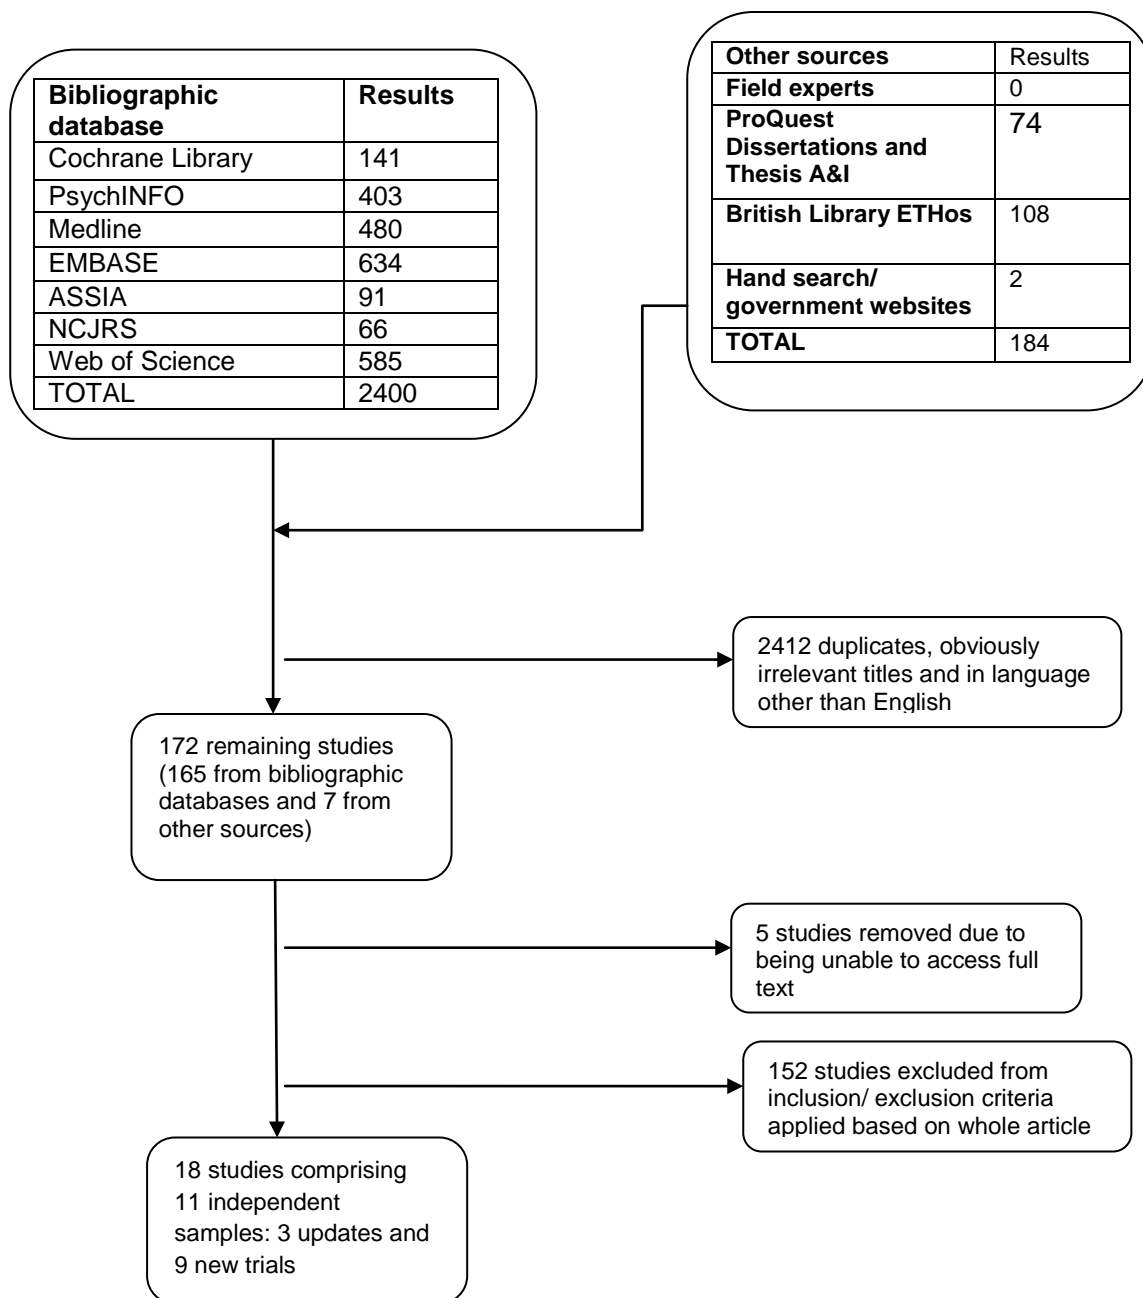 Bibliographic Results
database
Cochrane Library 141
PsychINFO 403
Medline 480
EMBASE 634
ASSIA 91
NCJRS 66
Web of Science 585
TOTAL 2400
Other sources Results
Field experts 0
ProQuest 74
Dissertations and
Thesis A&I
British Library ETHos 108
Hand search/ 2
government websites
TOTAL 184
2412 duplicates, obviously
irrelevant titles and in language
other than English
172 remaining studies
(165 from bibliographic
databases and 7 from
other sources)
5 studies removed due to
being unable to access full
text
152 studies excluded from
inclusion/ exclusion criteria
applied based on whole article
18 studies comprising
11 independent
samples: 3 updates and
9 new trials